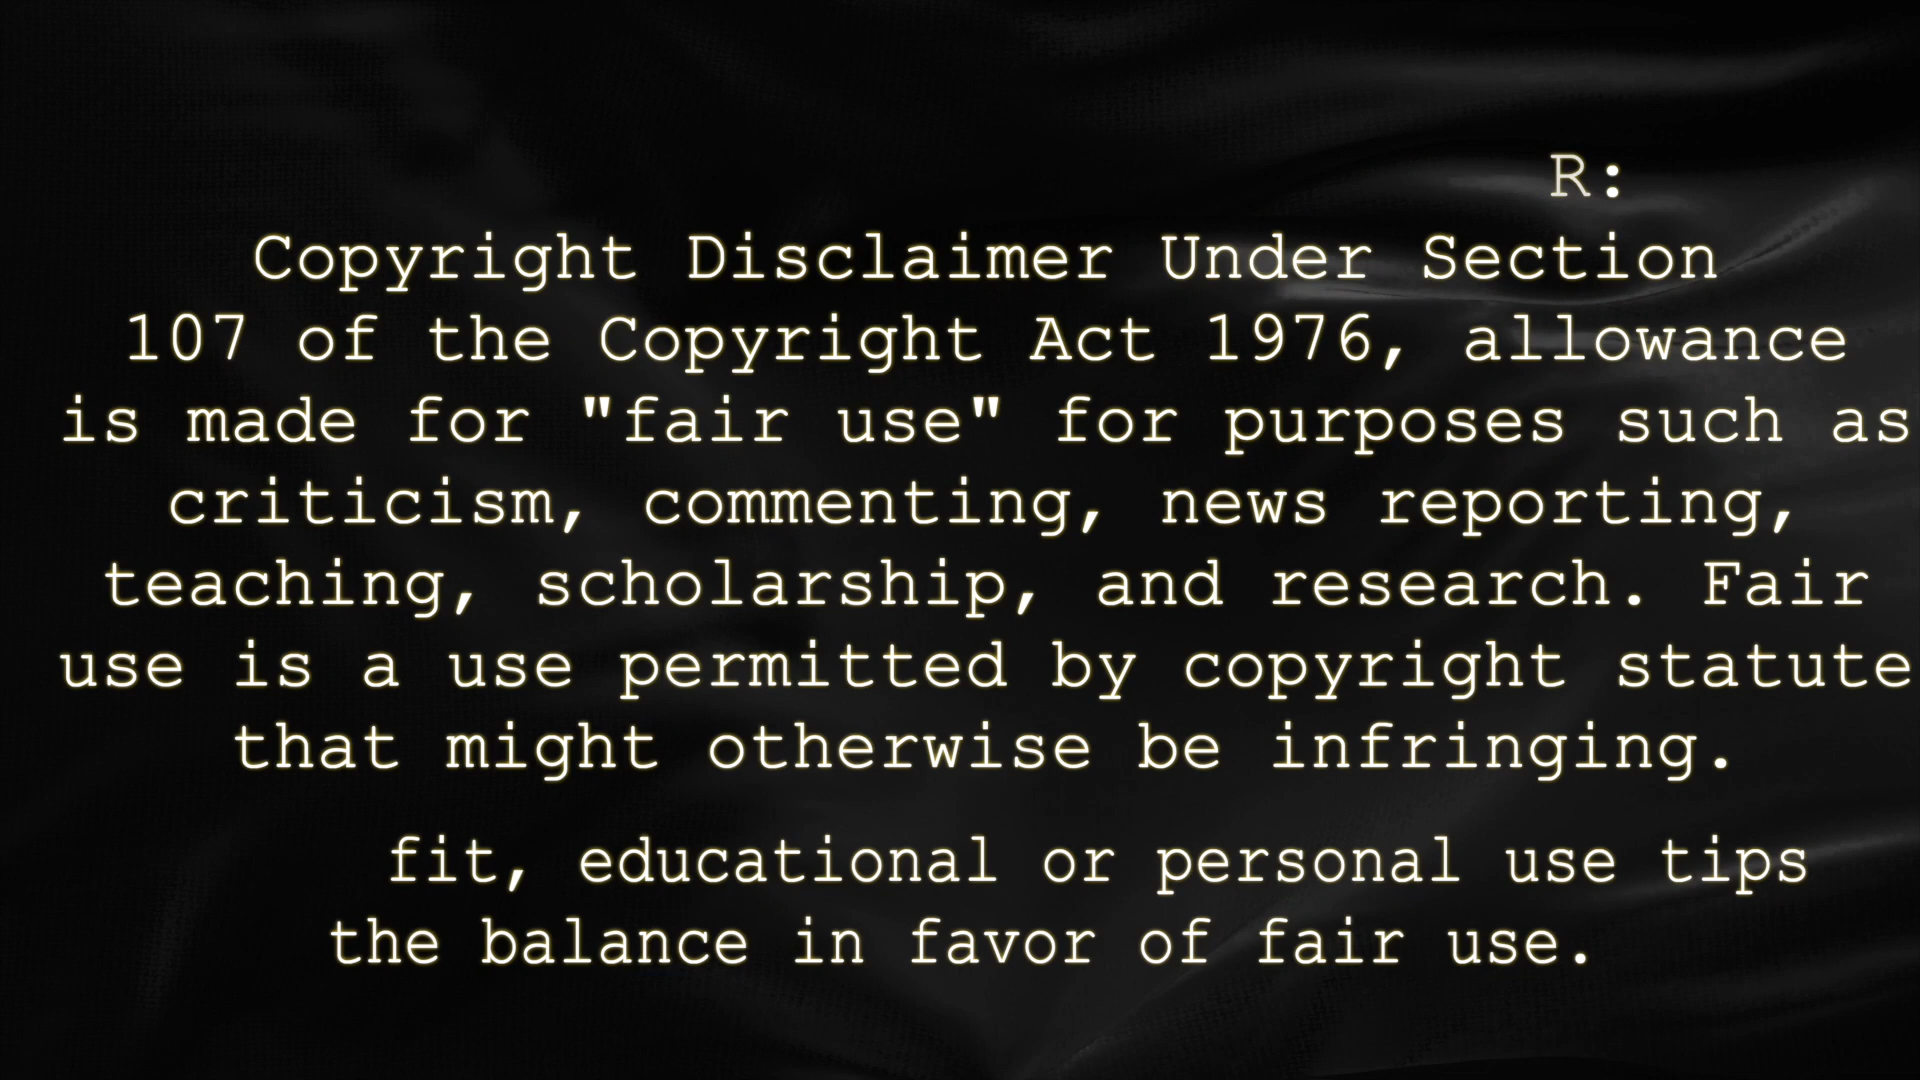 R:
Copyright Disclaimer Under Section
107 of the Copyright Act 1976, allowance
is made for "fair use" for purposes such as
criticism, commenting, news reporting,
teaching, scholarship, and research. Fair
use is a use permitted by copyright statute
that might otherwise be infringing.
fit, educational or personal use tips
the balance in favor of fair use.